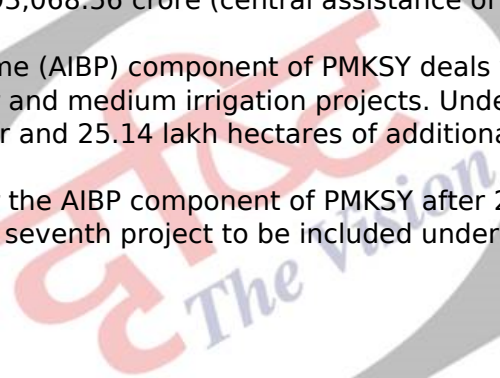 ,068.56 crore (central assistance of
me (AIBP) component of PMKSY deals
and medium irrigation projects. Unde
r and 25.14 lakh hectares of additiona
the AIBP component of PMKSY after 2
seventh project to be included under
दृष्टि
The Vision